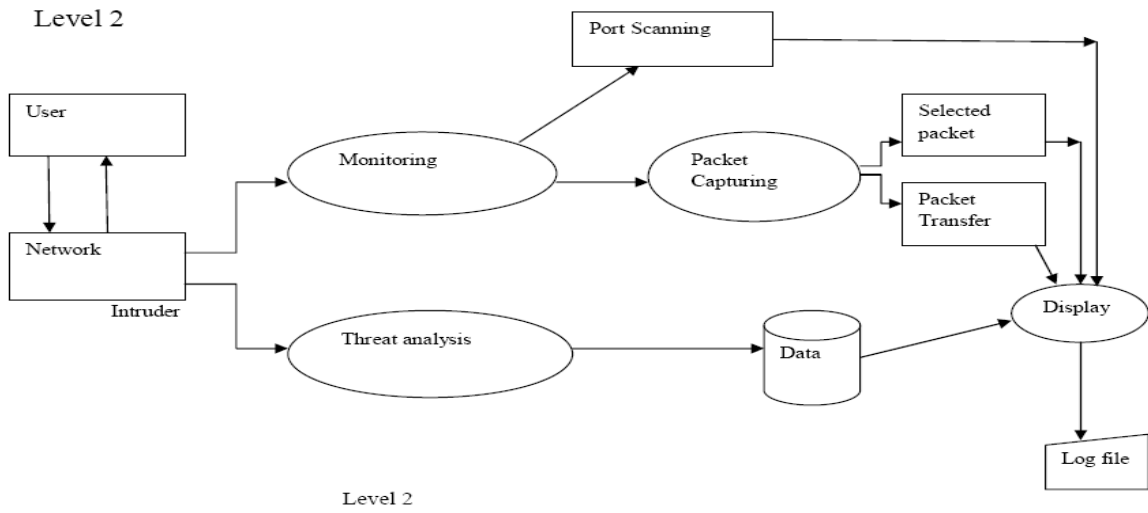 Level 2
Port Scanning
User
Selected
packet
Monitoring
Packet
Capturing
Packet
Transfer
Network
Intruder
Display
Threat analysis
Data
Log file
Level 2